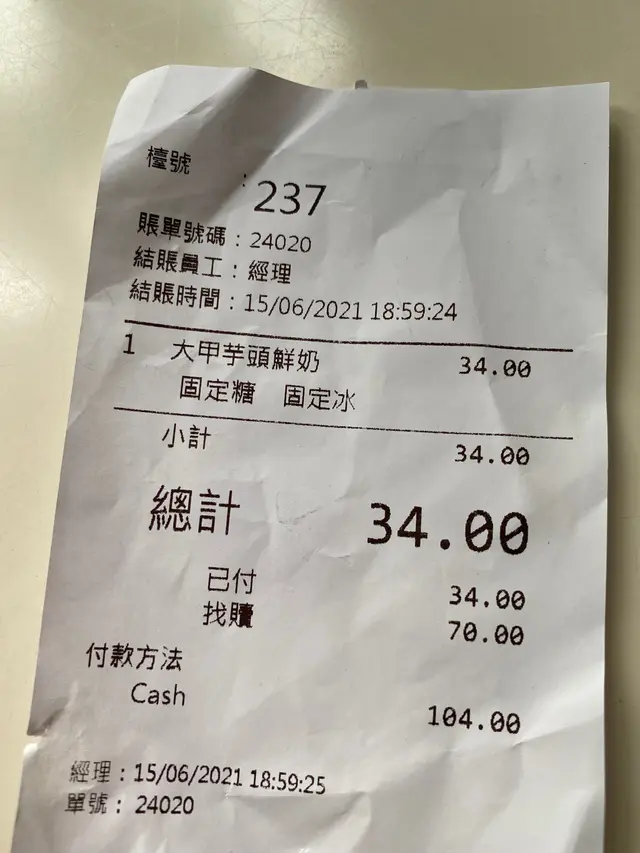 檯號 : 237
賬單號碼 : 24020
結賬員工 : 經理
結賬時間 : 15/06/2021 18:59:24
1 大甲芋頭鮮奶 34.00
固定糖 固定冰
小計 34.00
總計 34.00
已付 34.00
找贖 70.00
付款方法
Cash 104.00
經理 : 15/06/2021 18:59:25
單號 : 24020